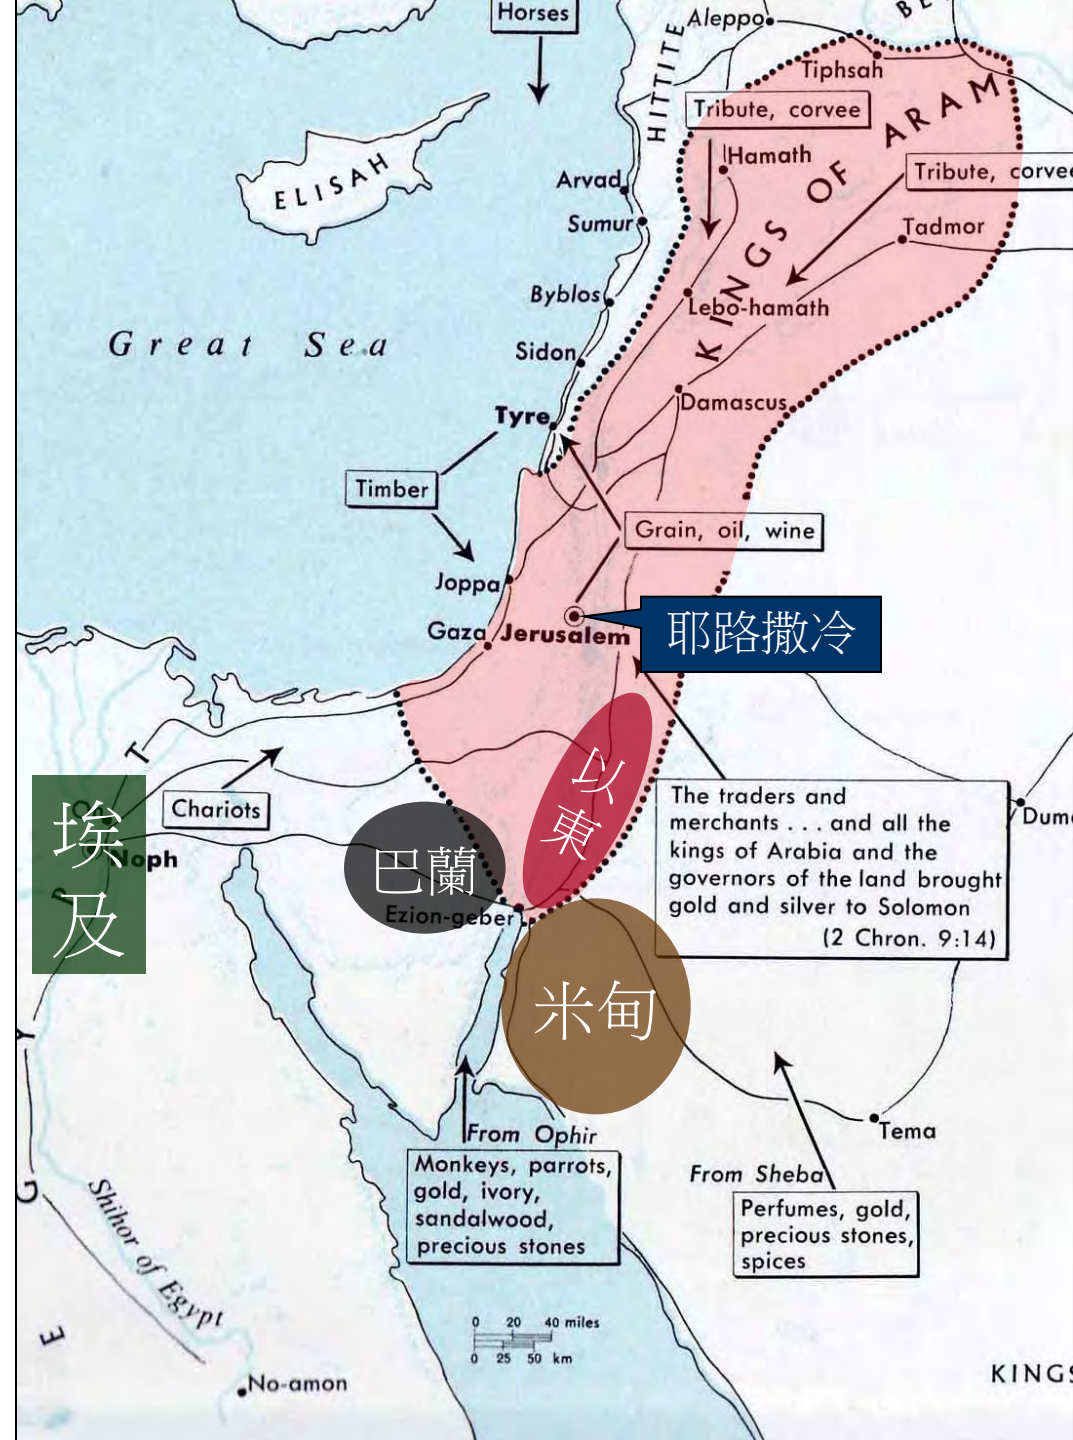 Horses
Aleppo
HITTITE
BE
Tiphsah
Tribute, corvee
KINGS OF ARAM
ELISAH
Hamath
Arvad
Tribute, corvee
Sumur
Tadmor
Byblos
Lebo-hamath
Great Sea
Sidon
Damascus
Tyre
Timber
Grain, oil, wine
Joppa
耶路撒冷
Gaza
Jerusalem
以東
The traders and
merchants . . . and all the
kings of Arabia and the
governors of the land brought
gold and silver to Solomon
(2 Chron. 9:14)
Chariots
埃及
On
Noph
巴蘭
Ezion-geber
Duma
米甸
EGYPT
Tema
From Ophir
Monkeys, parrots,
gold, ivory,
sandalwood,
precious stones
From Sheba
Perfumes, gold,
precious stones,
spices
Shihor of Egypt
0 20 40 miles
0 25 50 km
No-amon
KINGS